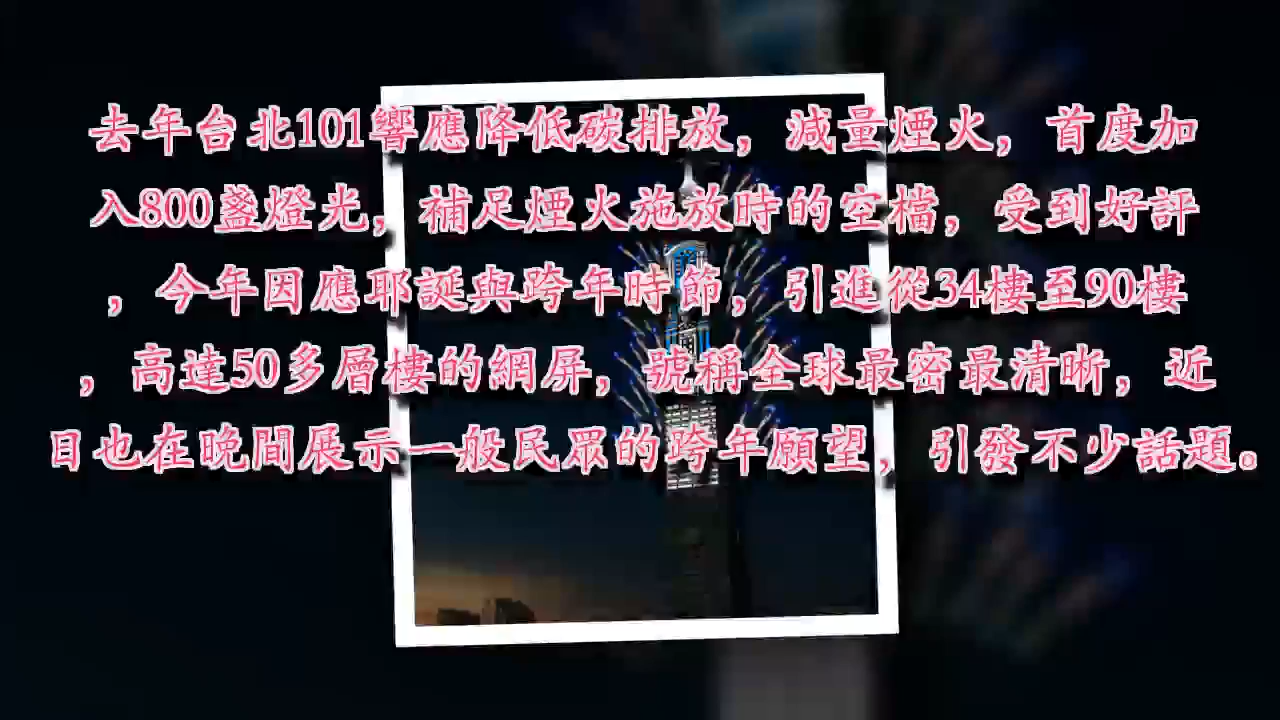 去年台北101響應降低碳排放，減量煙火，首度加
入800盞燈光，補足煙火施放時的空檔，受到好評
，今年因應耶誕與跨年時節，引進從34樓至90樓
，高達50多層樓的網屏，號稱全球最密最清晰，近
日也在晚間展示一般民眾的跨年願望，引發不少話題。